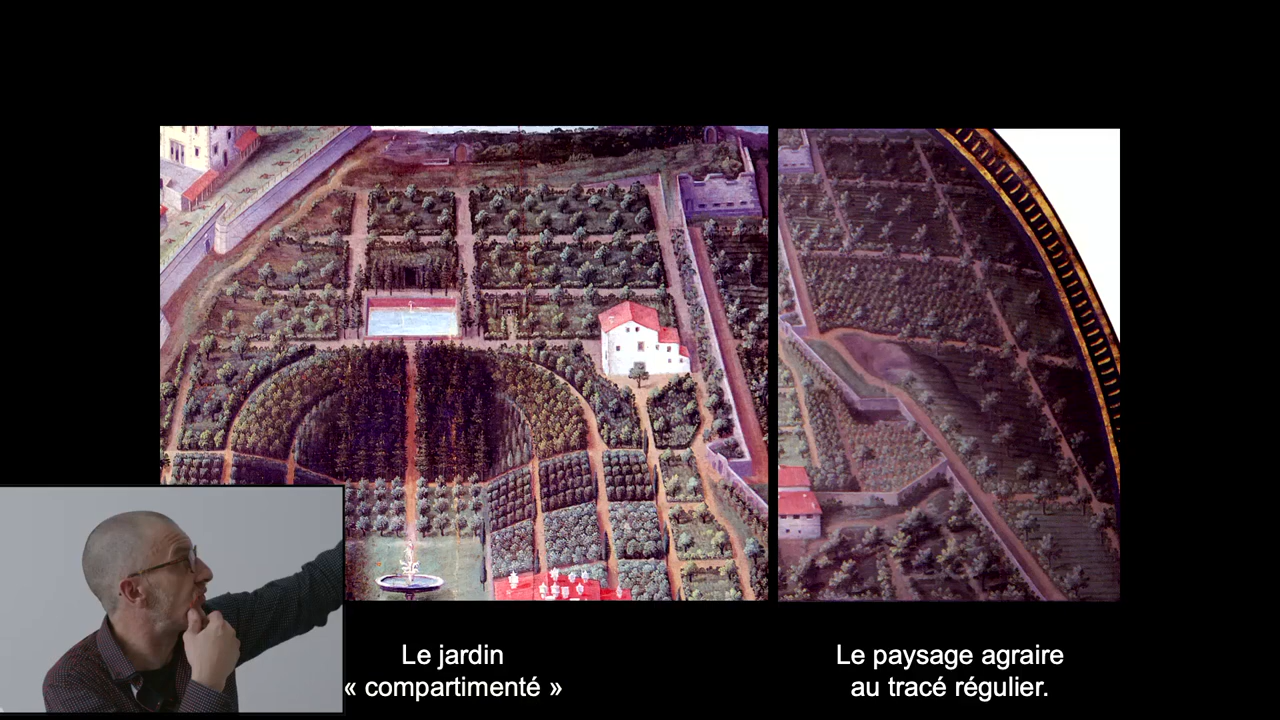 Le jardin
« compartimenté »
Le paysage agraire
au tracé régulier.